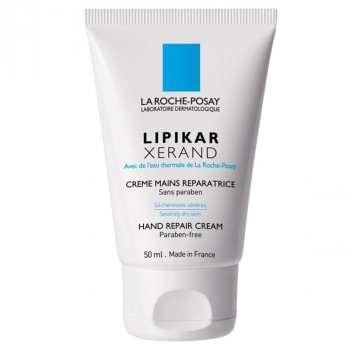 LA ROCHE-POSAY
LABORATOIRE DERMATOLOGIQUE
LIPIKAR
XERAND
Avec de l'eau thermale de La Roche-Posay
CREME MAINS REPARATRICE
Sans paraben
Sécheresses sévères
Severely dry skin
HAND REPAIR CREAM
Paraben-free
50 ml . Made in France